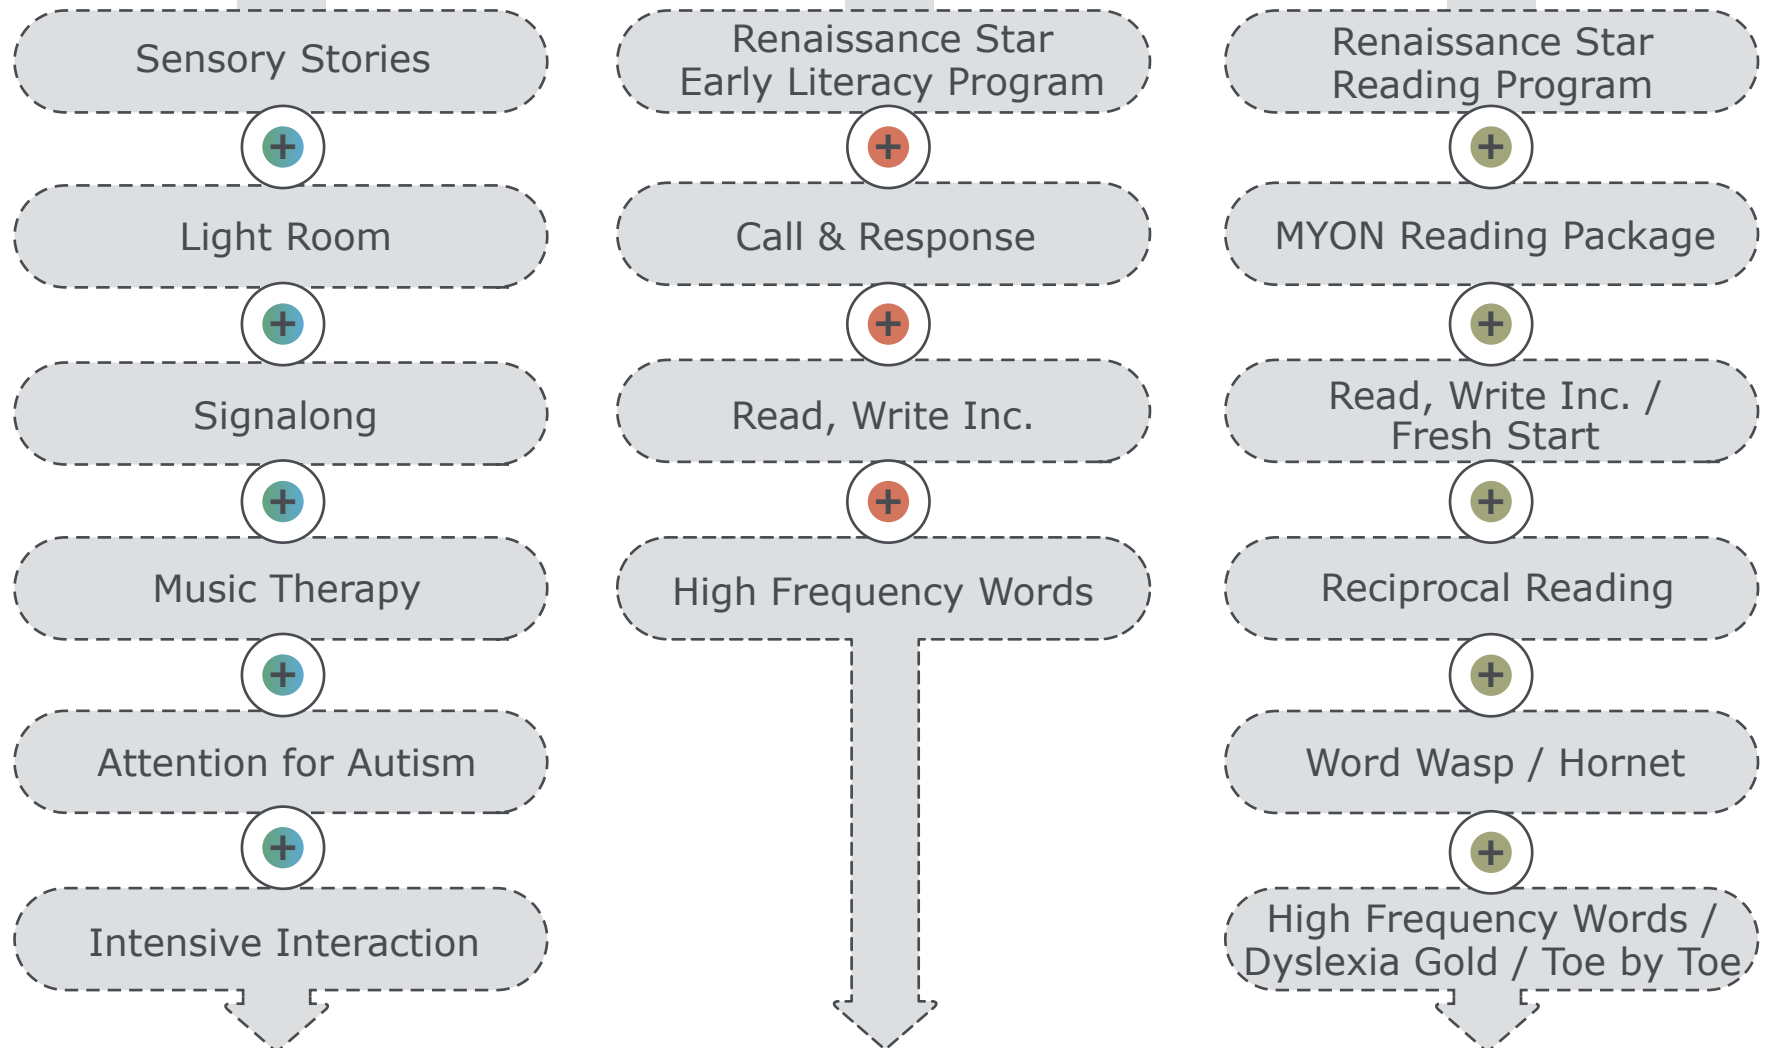 Sensory Stories
+
Light Room
+
Signalong
+
Music Therapy
+
Attention for Autism
+
Intensive Interaction
Renaissance Star
Early Literacy Program
+
Call & Response
+
Read, Write Inc.
+
High Frequency Words
Renaissance Star
Reading Program
+
MYON Reading Package
+
Read, Write Inc. /
Fresh Start
+
Reciprocal Reading
+
Word Wasp / Hornet
+
High Frequency Words /
Dyslexia Gold / Toe by Toe